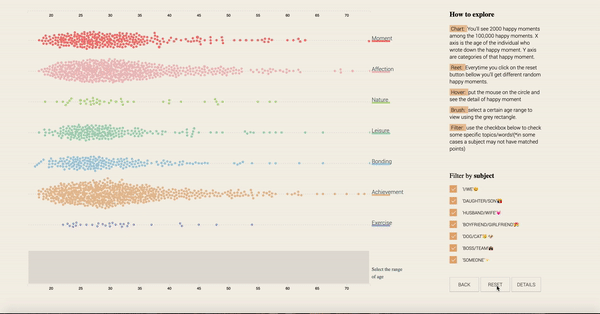 20 25 30 35 40 45 50 55 60 65 70
Moment
Affection
Nature
Leisure
Bonding
Achievement
Exercise
Select the range
of age
20 25 30 35 40 45 50 55 60 65 70
How to explore
Chart: You'll see 2000 happy moments
among the 100,000 happy moments. X
axis is the age of the individual who
wrote down the happy moment. Y axis
are categories of that happy moment.
Reet: Everytime you click on the reset
button bellow you'll get different random
happy moments.
Hover: put the mouse on the circle and
see the detail of happy moment
Brush: select a certain age range to
view using the grey rectangle.
Filter: use the checkbox below to check
some specific topics/words!(*in some
cases a subject may not have matched
points)
Filter by subject
'I/ME'😀
'DAUGHTER/SON'👪
'HUSBAND/WIFE'💓
'BOYFRIEND/GIRLFRIEND'
'DOG/CAT'
'BOSS/TEAM'
'SOMEONE'
BACK RESET DETAILS